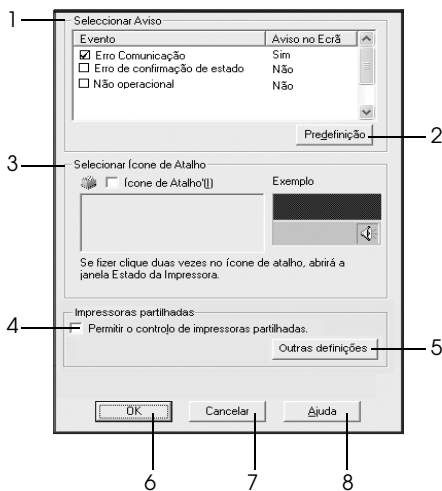 1
Seleccionar Aviso
Evento Aviso no Ecrã
Erro Comunicação Sim
Erro de confirmação de estado Não
Não operacional Não
Predefinição
2
3
Selecionar Ícone de Atalho
Ícone de Atalho'(I)
Exemplo
Se fizer clique duas vezes no ícone de atalho, abrirá a
janela Estado da Impressora.
Impressoras partilhadas
4
Permitir o controlo de impressoras partilhadas.
Outras definições
5
OK Cancelar Ajuda
6 7 8